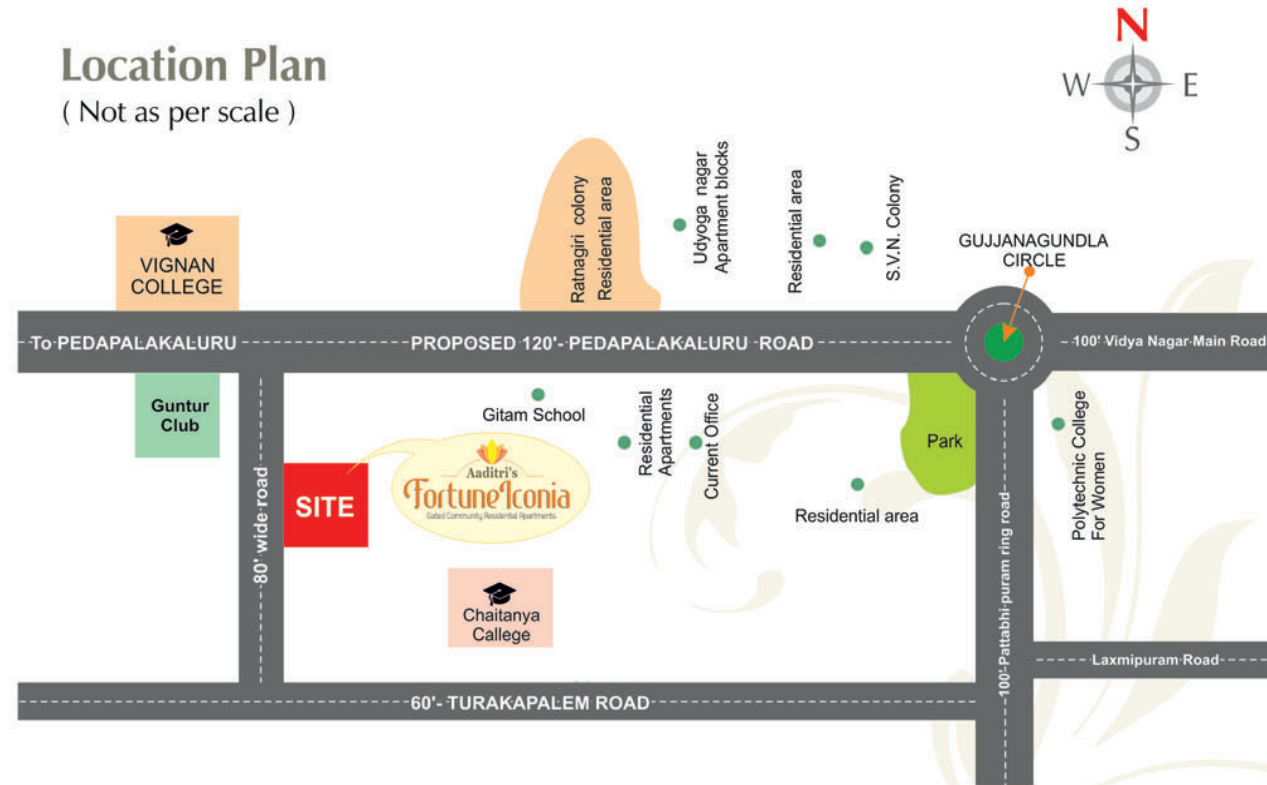 Location Plan
( Not as per scale )
N
W
E
S
Ratnagiri colony
Residential area
Udyoga nagar
Apartment blocks
Residential area
S.V.N. Colony
GUJJANAGUNDLA
CIRCLE
VIGNAN
COLLEGE
To PEDAPALAKALURU
PROPOSED 120'- PEDAPALAKALURU ROAD
100' Vidya Nagar Main Road
Guntur
Club
Gitam School
Residential
Apartments
Current Office
Park
Polytechnic College
For Women
Aaditri's
FortuneIconia
Gated Community Residential Apartments
SITE
80' wide road
Residential area
100'-Pattabhi-puram ring road
Chaitanya
Callege
Laxmipuram Road
60'- TURAKAPALEM ROAD